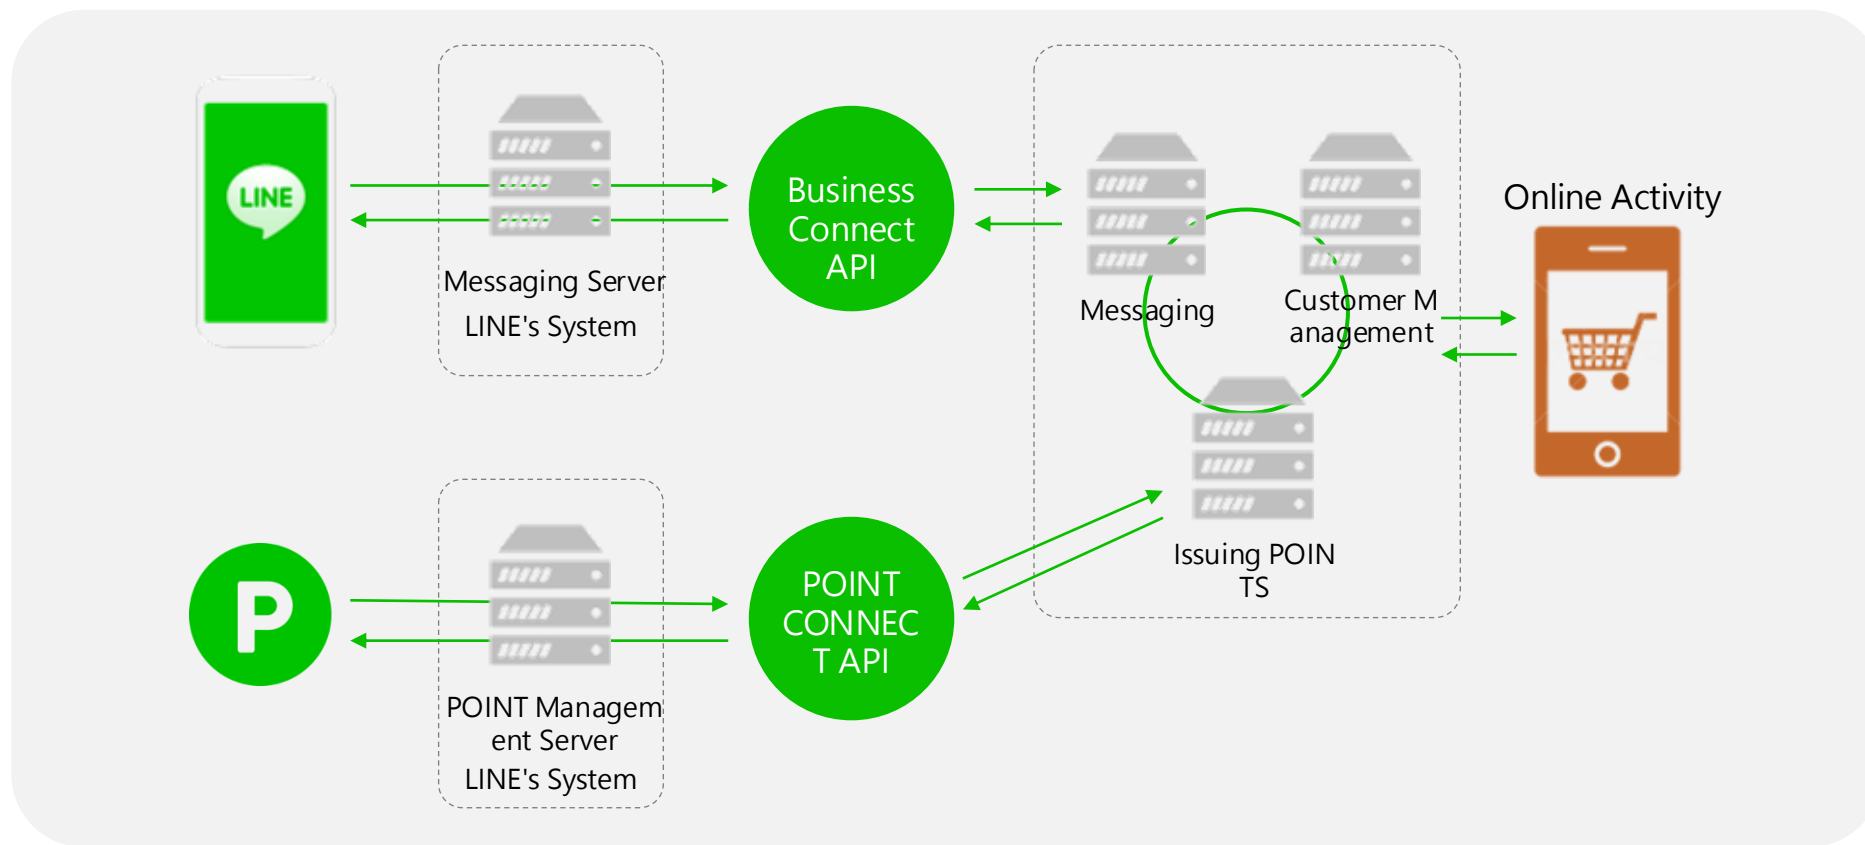 LINE
Messaging Server
LINE's System
Business
Connect
API
Messaging
Customer M
anagement
Online Activity
Issuing POIN
TS
P
POINT Managem
ent Server
LINE's System
POINT
CONNEC
T API